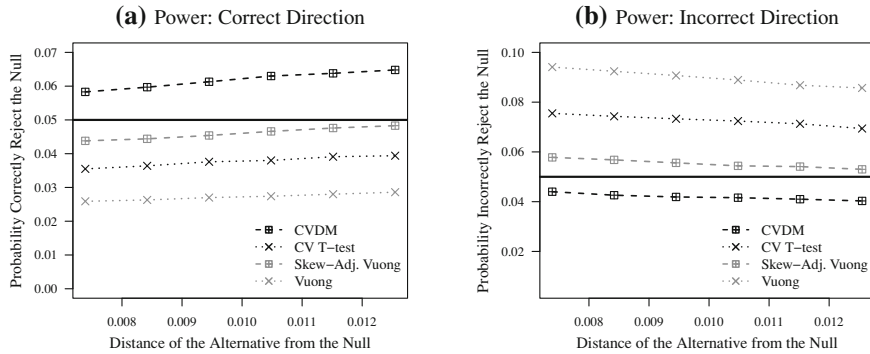 (a) Power: Correct Direction
Probability Correctly Reject the Null
0.07
0.06
0.05
0.04
0.03
0.02
0.01
0.00
CVDM
CV T−test
Skew−Adj. Vuong
Vuong
0.008 0.009 0.010 0.011 0.012
Distance of the Alternative from the Null
(b) Power: Incorrect Direction
Probability Incorrectly Reject the Null
0.10
0.08
0.06
0.04
0.02
CVDM
CV T−test
Skew−Adj. Vuong
Vuong
0.008 0.009 0.010 0.011 0.012
Distance of the Alternative from the Null